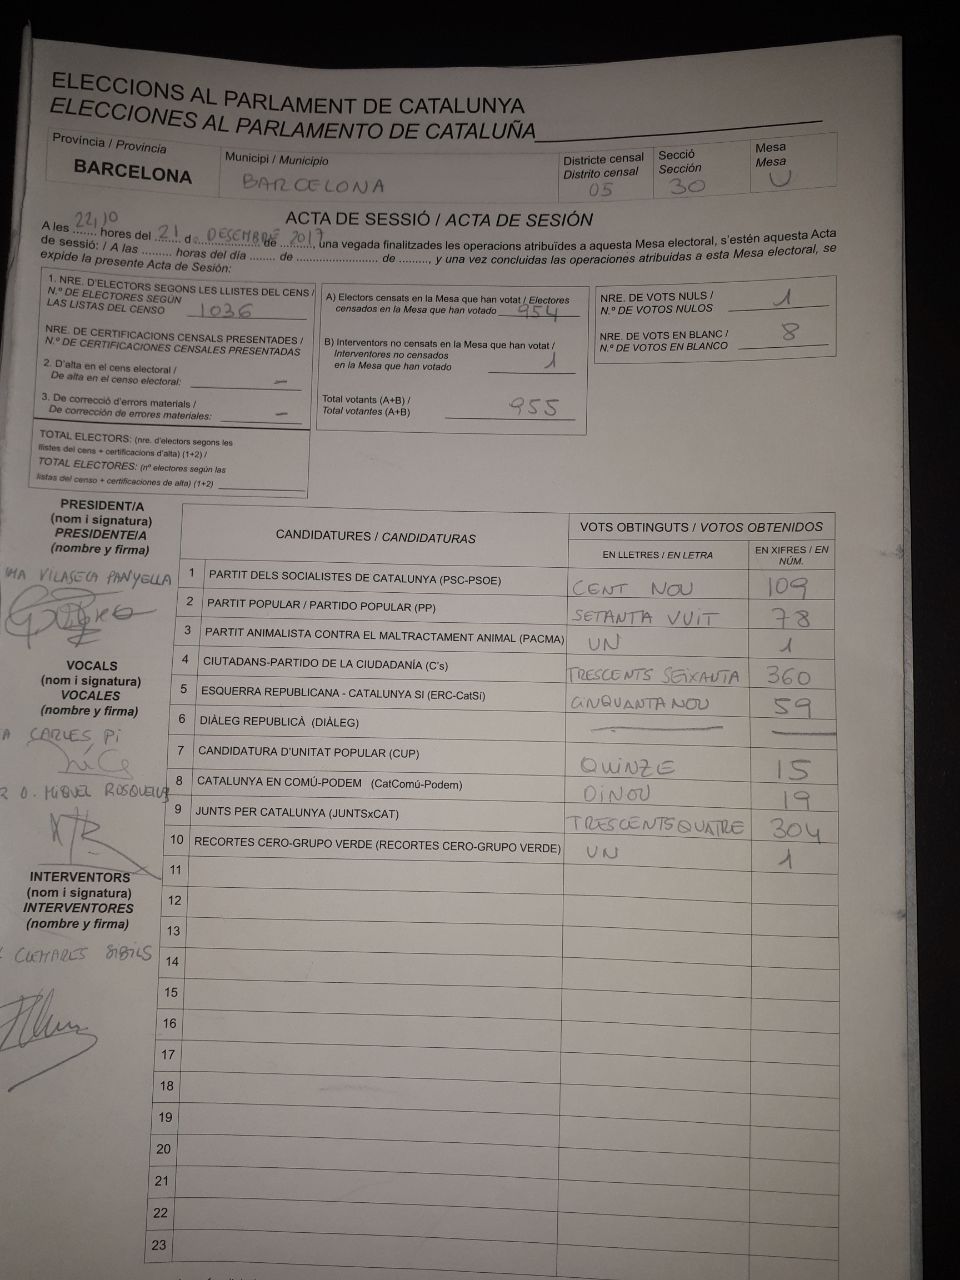 ELECCIONS AL PARLAMENT DE CATALUNYA
ELECCIONES AL PARLAMENTO DE CATALUÑA
Provincia / Provincia
BARCELONA
Municipi / Municipio
BARCELONA
Districte censal
Distrito censal
05
Secció
Sección
30
Mesa
Mesa
U
ACTA DE SESSIÓ / ACTA DE SESIÓN
A les 22,10 hores del 21 d DESEMBRE de 2017, una vegada finalitzades les operacions atribuïdes a aquesta Mesa electoral, s'estén aquesta Acta
de sessió: / A las ......... horas del día ........ de ........................ de ........., y una vez concluidas las operaciones atribuidas a esta Mesa electoral, se
expide la presente Acta de Sesión:
1. NRE. D'ELECTORS SEGONS LES LLISTES DEL CENS /
N.º DE ELECTORES SEGÚN
LAS LISTAS DEL CENSO 1036
NRE. DE CERTIFICACIONS CENSALS PRESENTADES /
N.º DE CERTIFICACIONES CENSALES PRESENTADAS
2. D'alta en el cens electoral /
De alta en el censo electoral: –
3. De correcció d'errors materials /
De corrección de errores materiales: –
TOTAL ELECTORS: (nre. d'electors segons les
llistes del cens + certificacions d'alta) (1+2) /
TOTAL ELECTORES: (nº electores según las
listas del censo + certificaciones de alta) (1+2)
A) Electors censats en la Mesa que han votat / Electores
censados en la Mesa que han votado 954
B) Interventors no censats en la Mesa que han votat /
Interventores no censados
en la Mesa que han votado 1
Total votants (A+B) /
Total votantes (A+B) 955
NRE. DE VOTS NULS /
N.º DE VOTOS NULOS 1
NRE. DE VOTS EN BLANC /
N.º DE VOTOS EN BLANCO 8
PRESIDENT/A
(nom i signatura)
PRESIDENTE/A
(nombre y firma)
VILASECA PANYELLA
VOCALS
(nom i signatura)
VOCALES
(nombre y firma)
CARLES Pi
MIQUEL
INTERVENTORS
(nom i signatura)
INTERVENTORES
(nombre y firma)
CANDIDATURES / CANDIDATURAS
VOTS OBTINGUTS / VOTOS OBTENIDOS
EN LLETRES / EN LETRA
EN XIFRES / EN NÚM.
1 PARTIT DELS SOCIALISTES DE CATALUNYA (PSC-PSOE) CENT NOU 109
2 PARTIT POPULAR / PARTIDO POPULAR (PP) SETANTA VUIT 78
3 PARTIT ANIMALISTA CONTRA EL MALTRACTAMENT ANIMAL (PACMA) UN 1
4 CIUTADANS-PARTIDO DE LA CIUDADANÍA (C's) TRESCENTS SEIXANTA 360
5 ESQUERRA REPUBLICANA - CATALUNYA SI (ERC-CatSí) CINQUANTA NOU 59
6 DIÀLEG REPUBLICÀ (DIÀLEG)
7 CANDIDATURA D'UNITAT POPULAR (CUP) QUINZE 15
8 CATALUNYA EN COMÚ-PODEM (CatComú-Podem) DINOU 19
9 JUNTS PER CATALUNYA (JUNTSxCAT) TRESCENTS QUATRE 304
10 RECORTES CERO-GRUPO VERDE (RECORTES CERO-GRUPO VERDE) UN 1
11
12
13
14
15
16
17
18
19
20
21
22
23